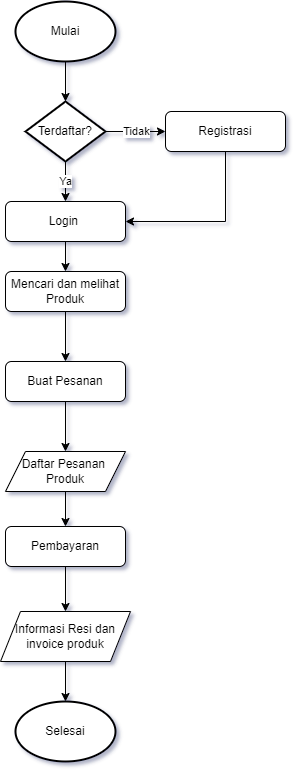 Mulai
Terdaftar?
Tidak
Registrasi
Ya
Login
Mencari dan melihat
Produk
Buat Pesanan
Daftar Pesanan
Produk
Pembayaran
Informasi Resi dan
invoice produk
Selesai